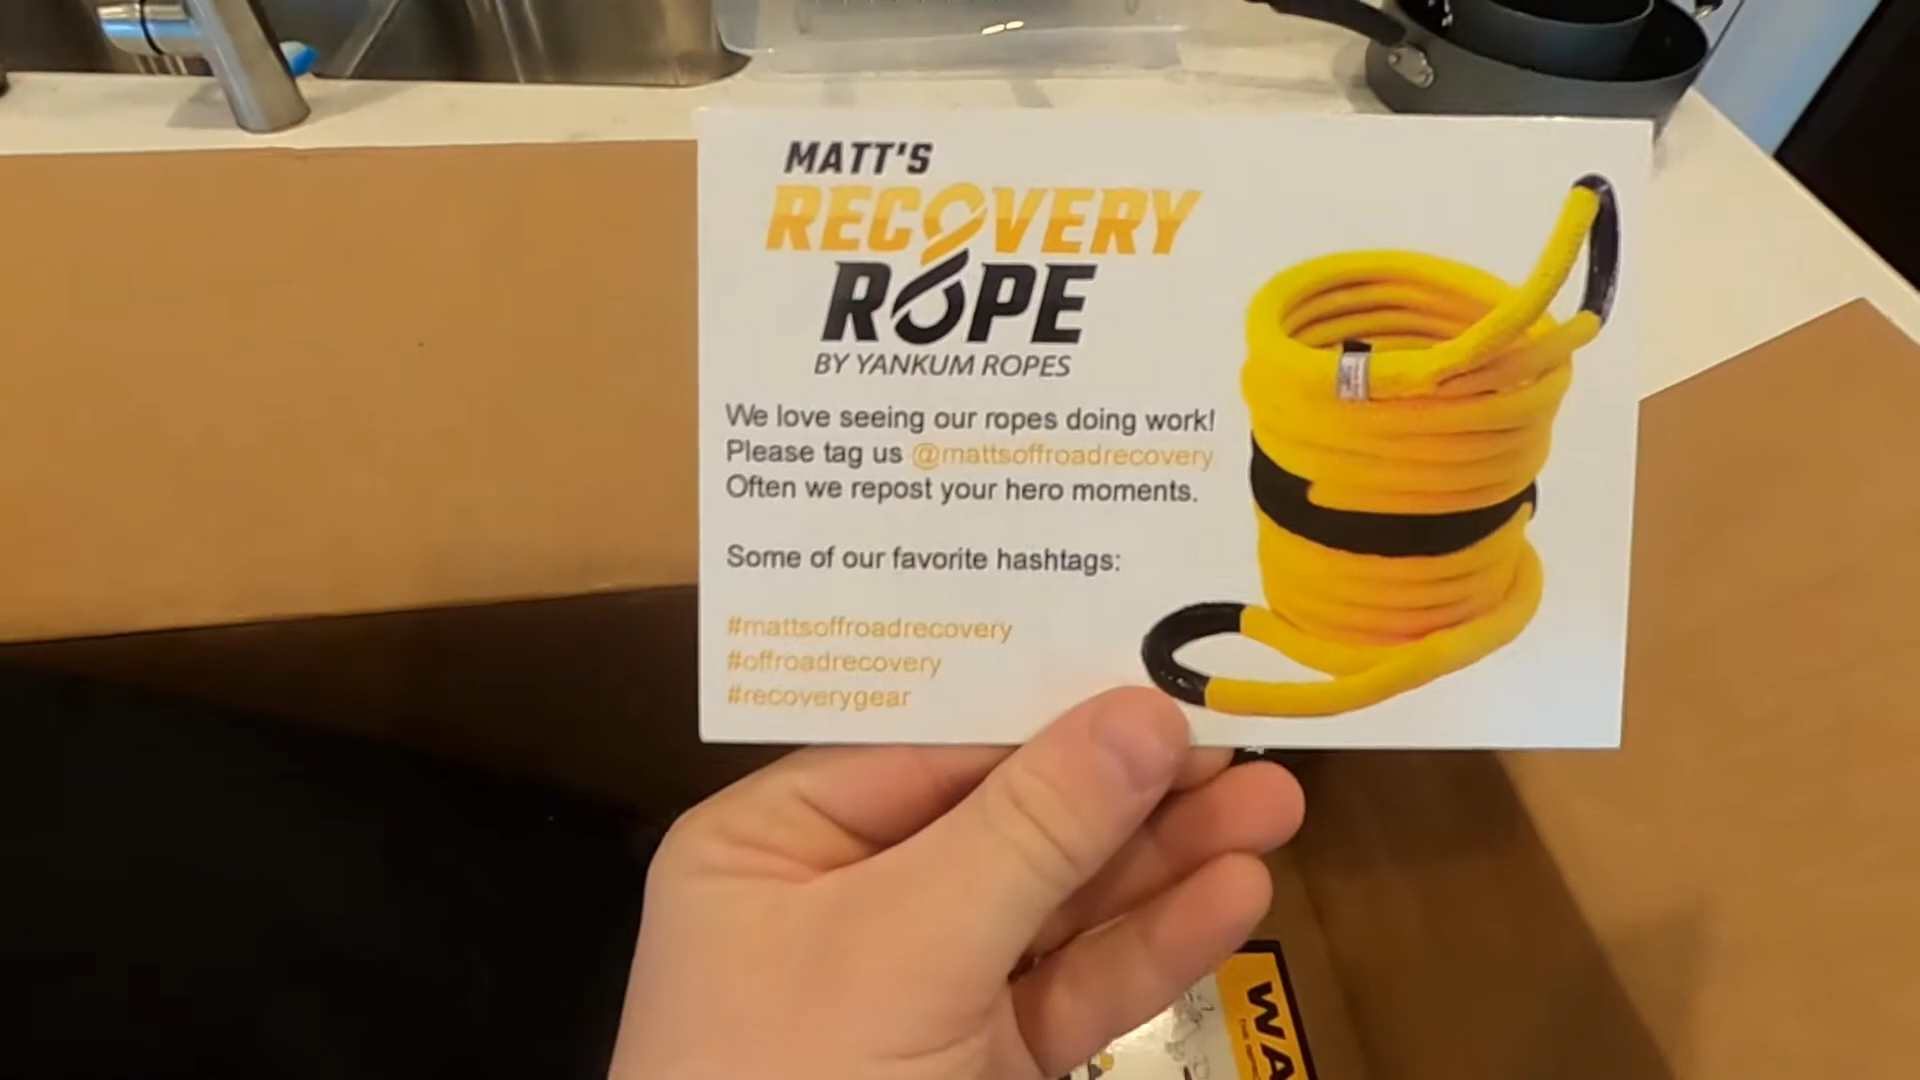 MATT'S
RECOVERY
ROPE
BY YANKUM ROPES
We love seeing our ropes doing work!
Please tag us @mattsoffroadrecovery
Often we repost your hero moments.
Some of our favorite hashtags:
#mattsoffroadrecovery
#offroadrecovery
#recoverygear
WA